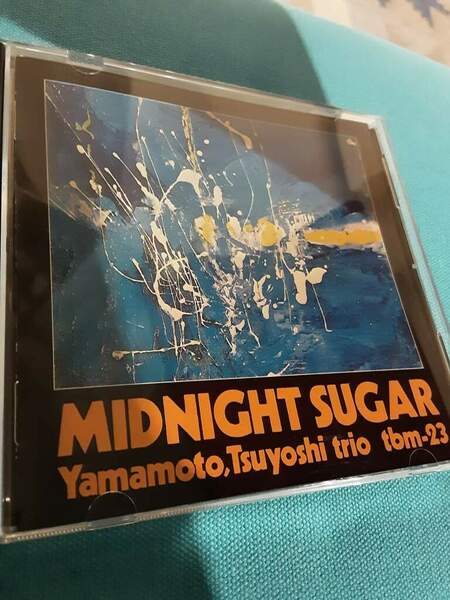 MIDNIGHT SUGAR
Yamamoto,Tsuyoshi trio tbm-23